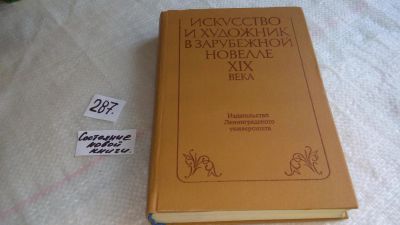 ИСКУССТВО
И ХУДОЖНИК
В ЗАРУБЕЖНОЙ
НОВЕЛЛЕ
XIX
ВЕКА
Издательство
Ленинградского
университета
287.
Состояние
новой
книги.